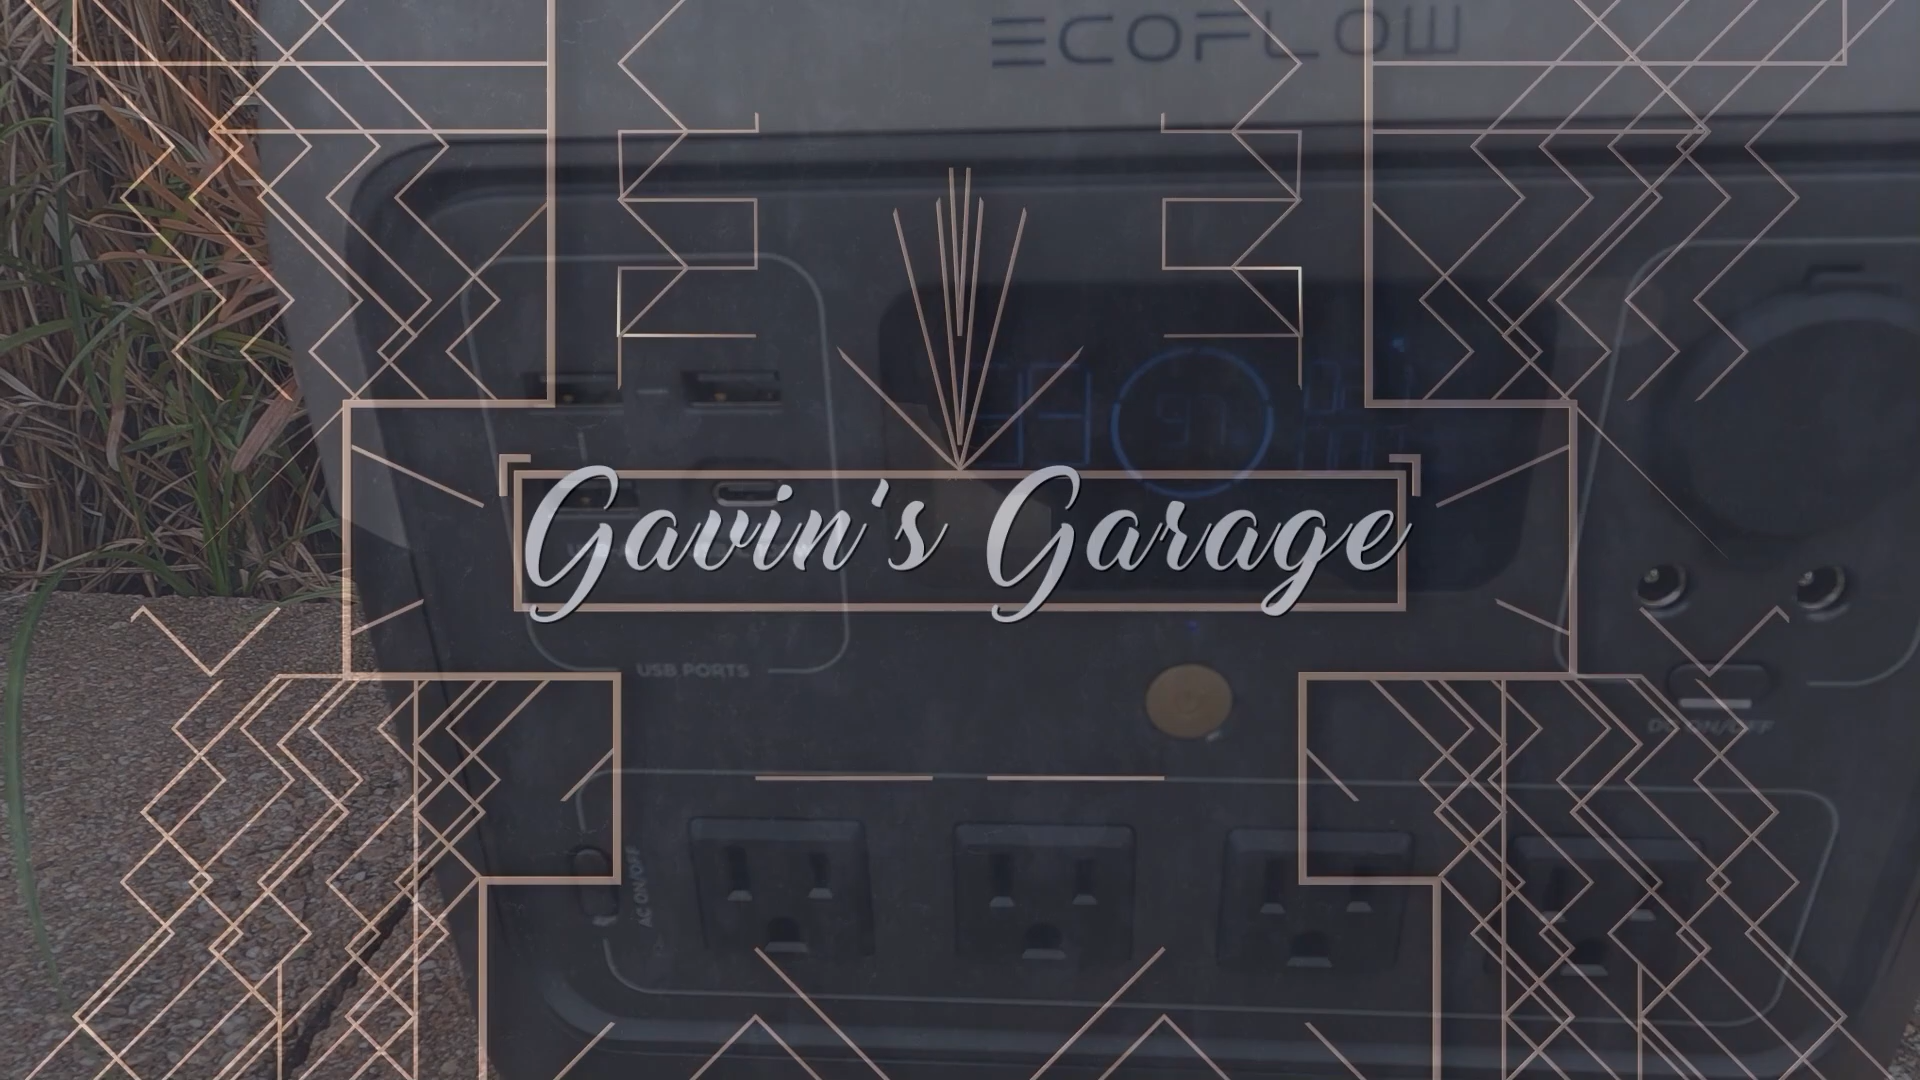 ECOFLOW
Gavin's Garage
USB PORTS
DC ON/OFF
AC ON/OFF